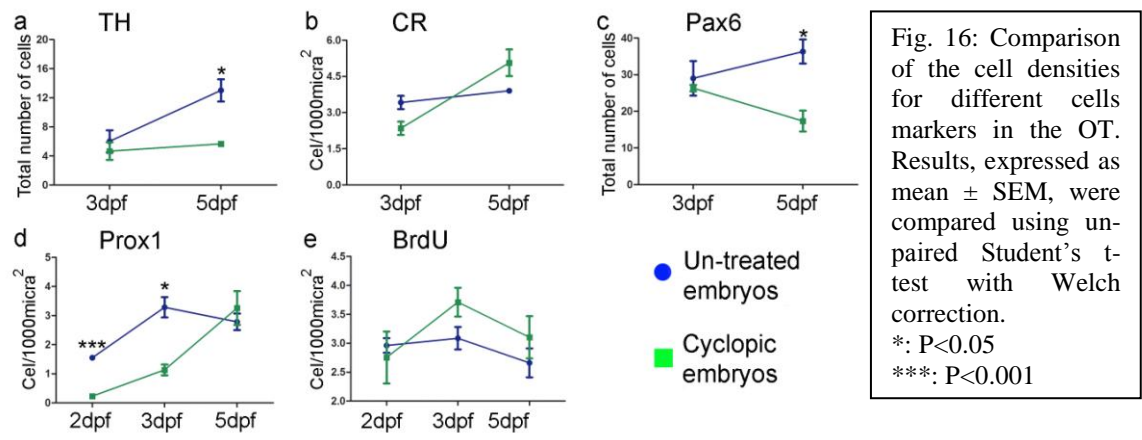 a TH
Total number of cells
20
16
12
8
4
0
*
3dpf 5dpf
b CR
Cel/1000micra²
6.0
4.5
3.0
1.5
0.0
3dpf 5dpf
c Pax6
Total number of cells
40
30
20
10
0
*
3dpf 5dpf
d Prox1
Cel/1000micra²
5
4
3
2
1
0
***
*
2dpf 3dpf 5dpf
e BrdU
Cel/1000micra²
4.5
4.0
3.5
3.0
2.5
2.0
2dpf 3dpf 5dpf
Un-treated
embryos
Cyclopic
embryos
Fig. 16: Comparison
of the cell densities
for different cells
markers in the OT.
Results, expressed as
mean ± SEM, were
compared using un-
paired Student’s t-
test with Welch
correction.
*: P<0.05
***: P<0.001